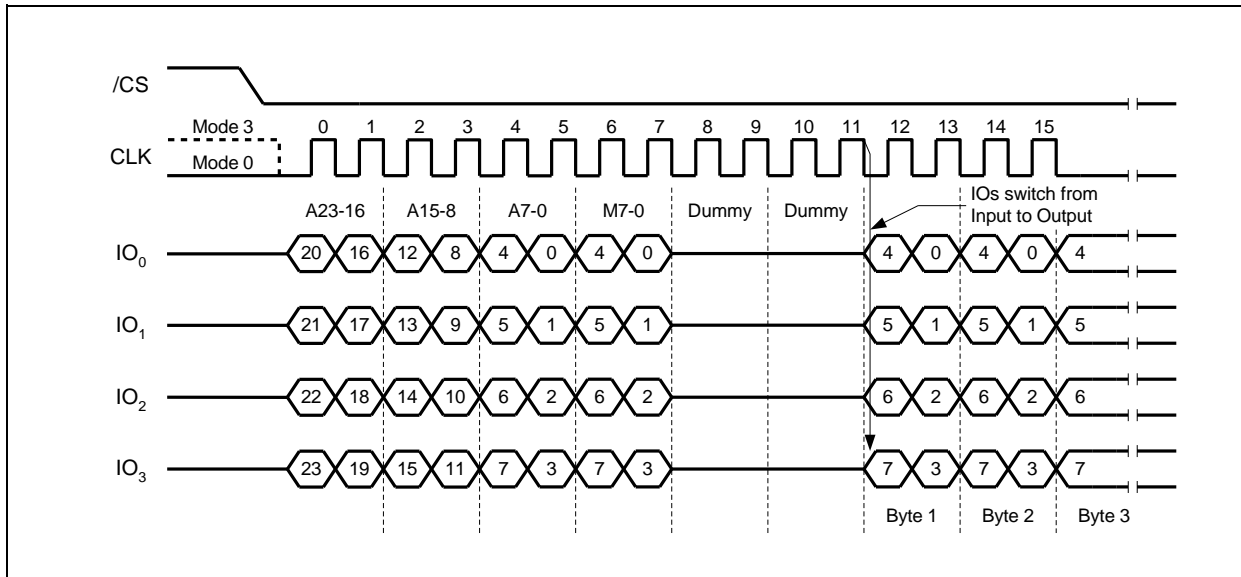 /CS
Mode 3 0 1 2 3 4 5 6 7 8 9 10 11 12 13 14 15
CLK
Mode 0
A23-16 A15-8 A7-0 M7-0 Dummy Dummy
IOs switch from
Input to Output
IO0 20 16 12 8 4 0 4 0 4 0 4 0 4
IO1 21 17 13 9 5 1 5 1 5 1 5 1 5
IO2 22 18 14 10 6 2 6 2 6 2 6 2 6
IO3 23 19 15 11 7 3 7 3 7 3 7 3 7
Byte 1 Byte 2 Byte 3